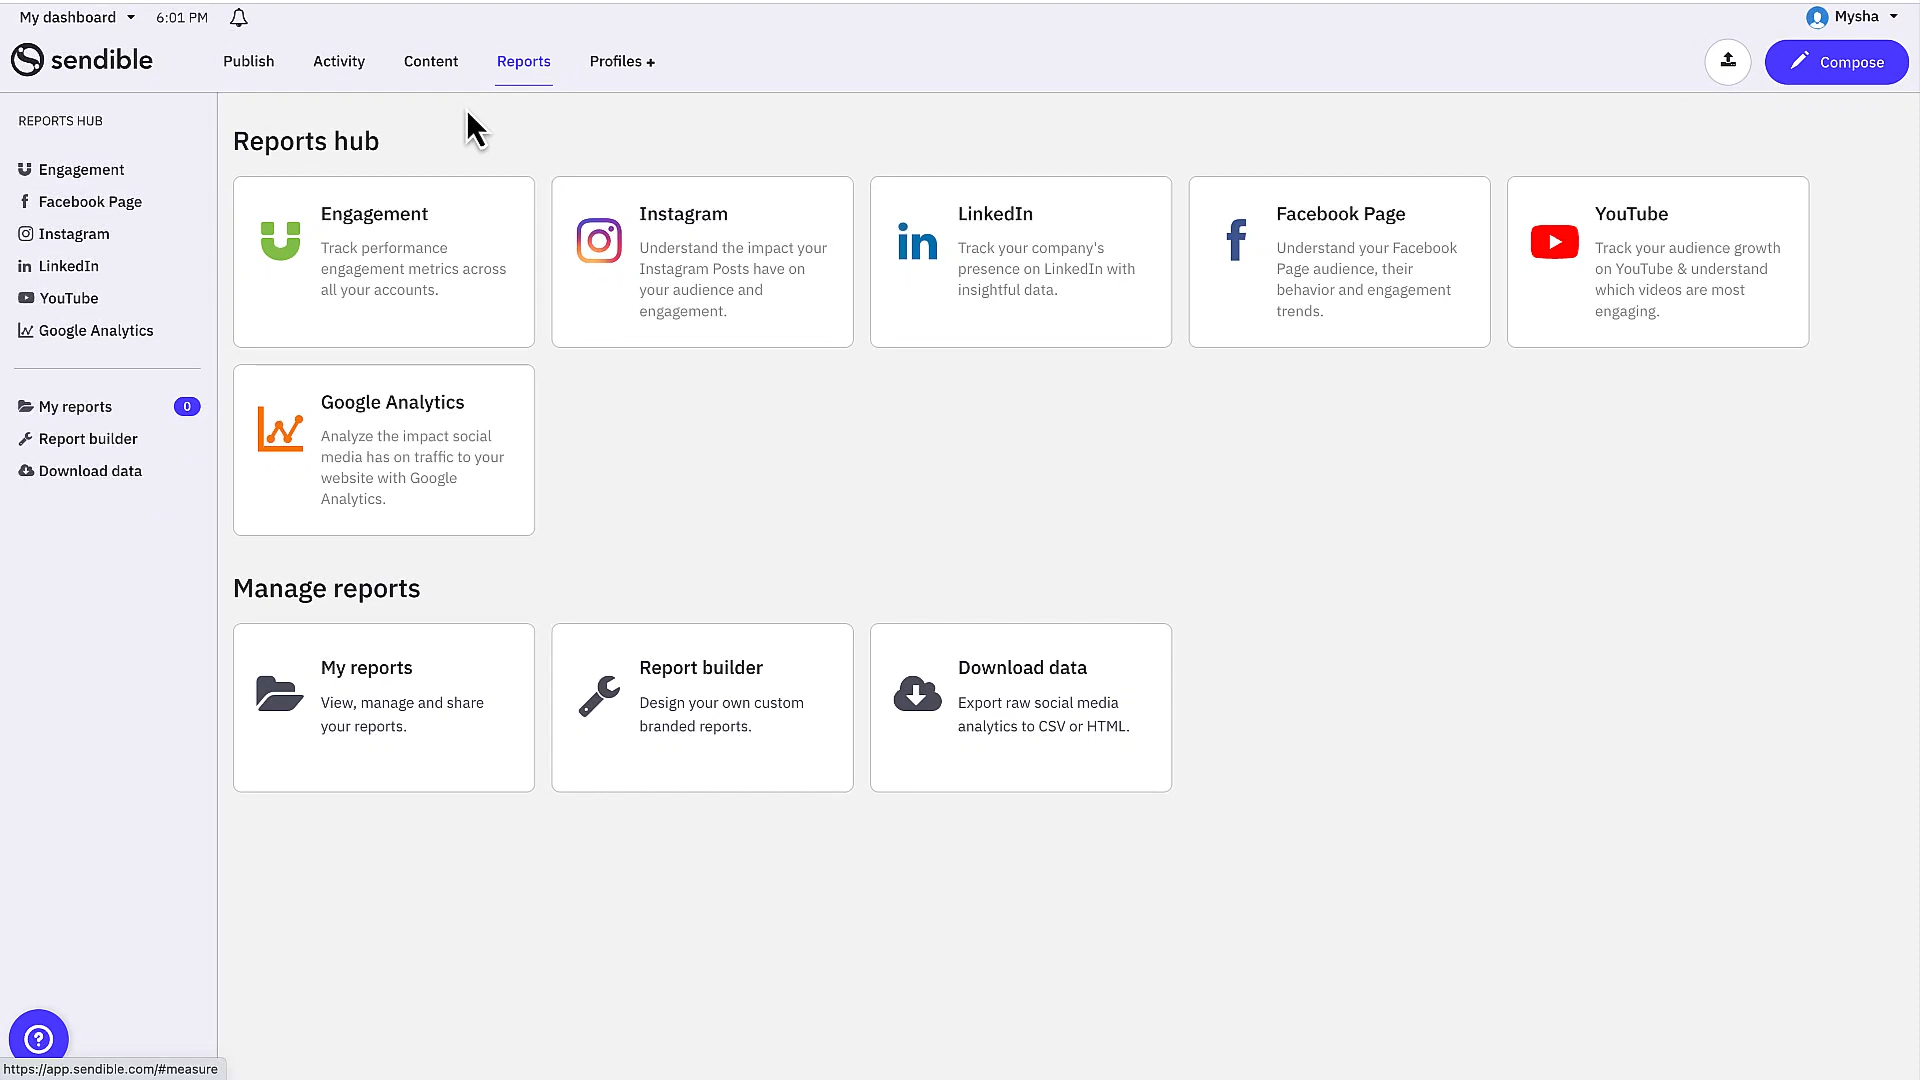 My dashboard 6:01 PM Mysha
sendible Publish Activity Content Reports Profiles + Compose
REPORTS HUB
Engagement
Facebook Page
Instagram
LinkedIn
YouTube
Google Analytics
My reports 0
Report builder
Download data
Reports hub
Engagement
Track performance
engagement metrics across
all your accounts.
Instagram
Understand the impact your
Instagram Posts have on
your audience and
engagement.
LinkedIn
Track your company's
presence on LinkedIn with
insightful data.
Facebook Page
Understand your Facebook
Page audience, their
behavior and engagement
trends.
YouTube
Track your audience growth
on YouTube & understand
which videos are most
engaging.
Google Analytics
Analyze the impact social
media has on traffic to your
website with Google
Analytics.
Manage reports
My reports
View, manage and share
your reports.
Report builder
Design your own custom
branded reports.
Download data
Export raw social media
analytics to CSV or HTML.
https://app.sendible.com/#measure